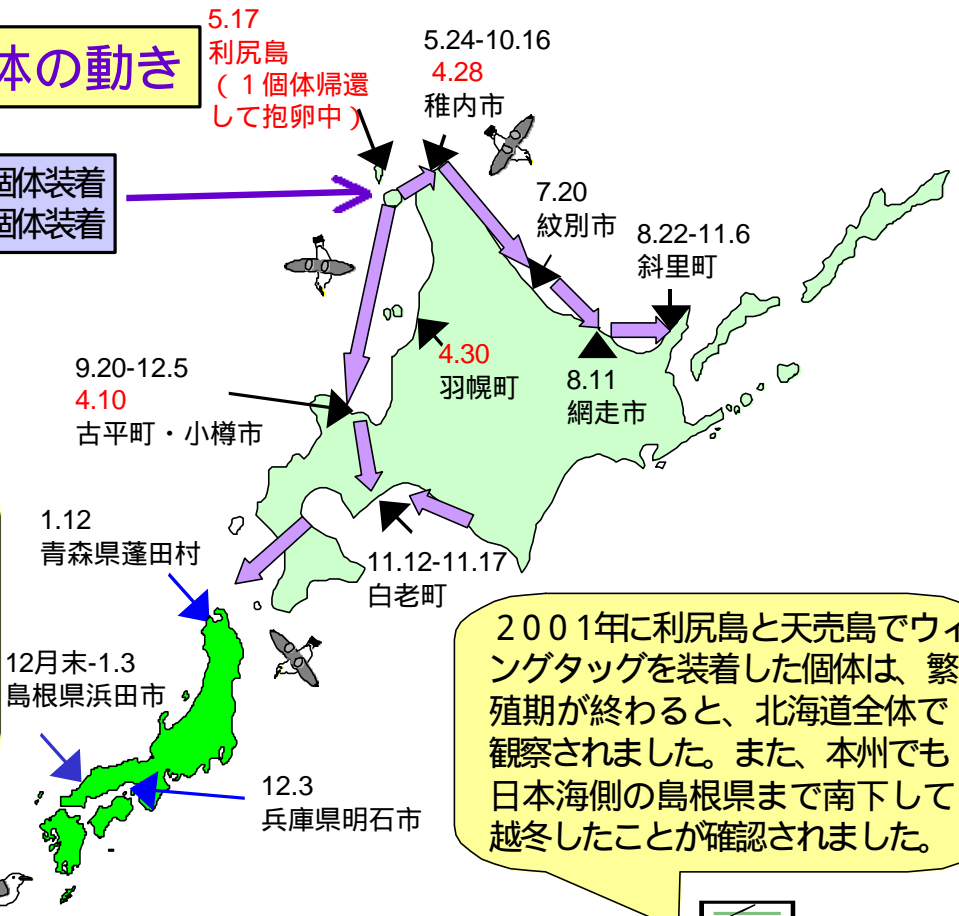 体の動き
5.17
利尻島
(1個体帰還
して抱卵中)
5.24-10.16
4.28
稚内市
個体装着
個体装着
7.20
紋別市
8.22-11.6
斜里町
4.30
羽幌町
8.11
網走市
9.20-12.5
4.10
古平町・小樽市
1.12
青森県蓬田村
11.12-11.17
白老町
12月末-1.3
島根県浜田市
12.3
兵庫県明石市
2001年に利尻島と天売島でウィ
ングタッグを装着した個体は、繁
殖期が終わると、北海道全体で
観察されました。また、本州でも
日本海側の島根県まで南下して
越冬したことが確認されました。